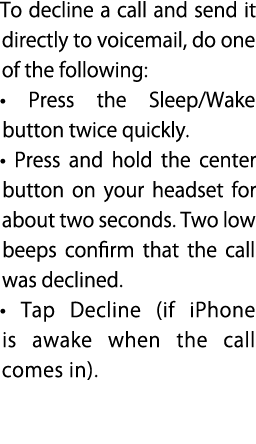 To decline a call and send it
directly to voicemail, do one
of the following:
• Press the Sleep/Wake
button twice quickly.
• Press and hold the center
button on your headset for
about two seconds. Two low
beeps confirm that the call
was declined.
• Tap Decline (if iPhone
is awake when the call
comes in).